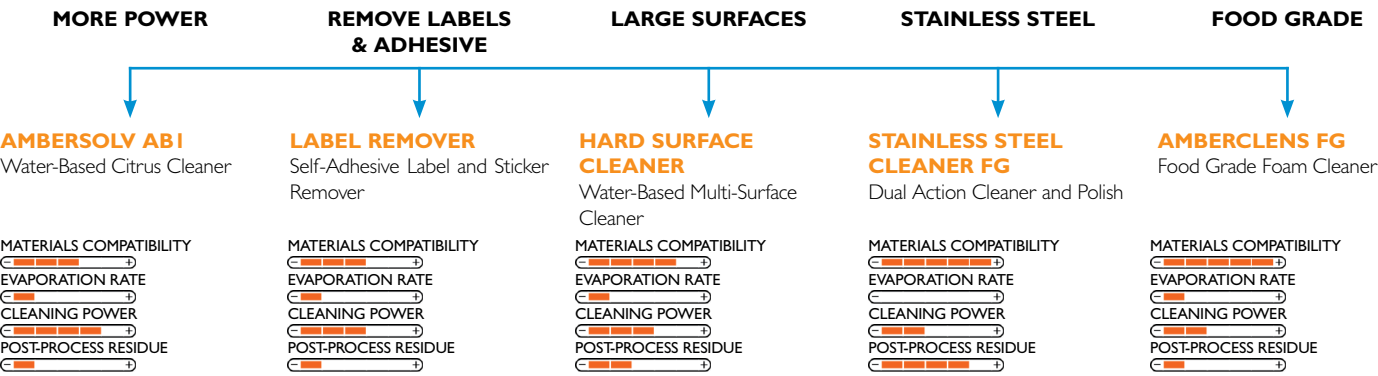 MORE POWER
REMOVE LABELS
& ADHESIVE
LARGE SURFACES
STAINLESS STEEL
FOOD GRADE
AMBERSOLV AB1
Water-Based Citrus Cleaner
LABEL REMOVER
Self-Adhesive Label and Sticker
Remover
HARD SURFACE
CLEANER
Water-Based Multi-Surface
Cleaner
STAINLESS STEEL
CLEANER FG
Dual Action Cleaner and Polish
AMBERCLENS FG
Food Grade Foam Cleaner
MATERIALS COMPATIBILITY
- +
EVAPORATION RATE
- +
CLEANING POWER
- +
POST-PROCESS RESIDUE
- +
MATERIALS COMPATIBILITY
- +
EVAPORATION RATE
- +
CLEANING POWER
- +
POST-PROCESS RESIDUE
- +
MATERIALS COMPATIBILITY
- +
EVAPORATION RATE
- +
CLEANING POWER
- +
POST-PROCESS RESIDUE
- +
MATERIALS COMPATIBILITY
- +
EVAPORATION RATE
- +
CLEANING POWER
- +
POST-PROCESS RESIDUE
- +
MATERIALS COMPATIBILITY
- +
EVAPORATION RATE
- +
CLEANING POWER
- +
POST-PROCESS RESIDUE
- +